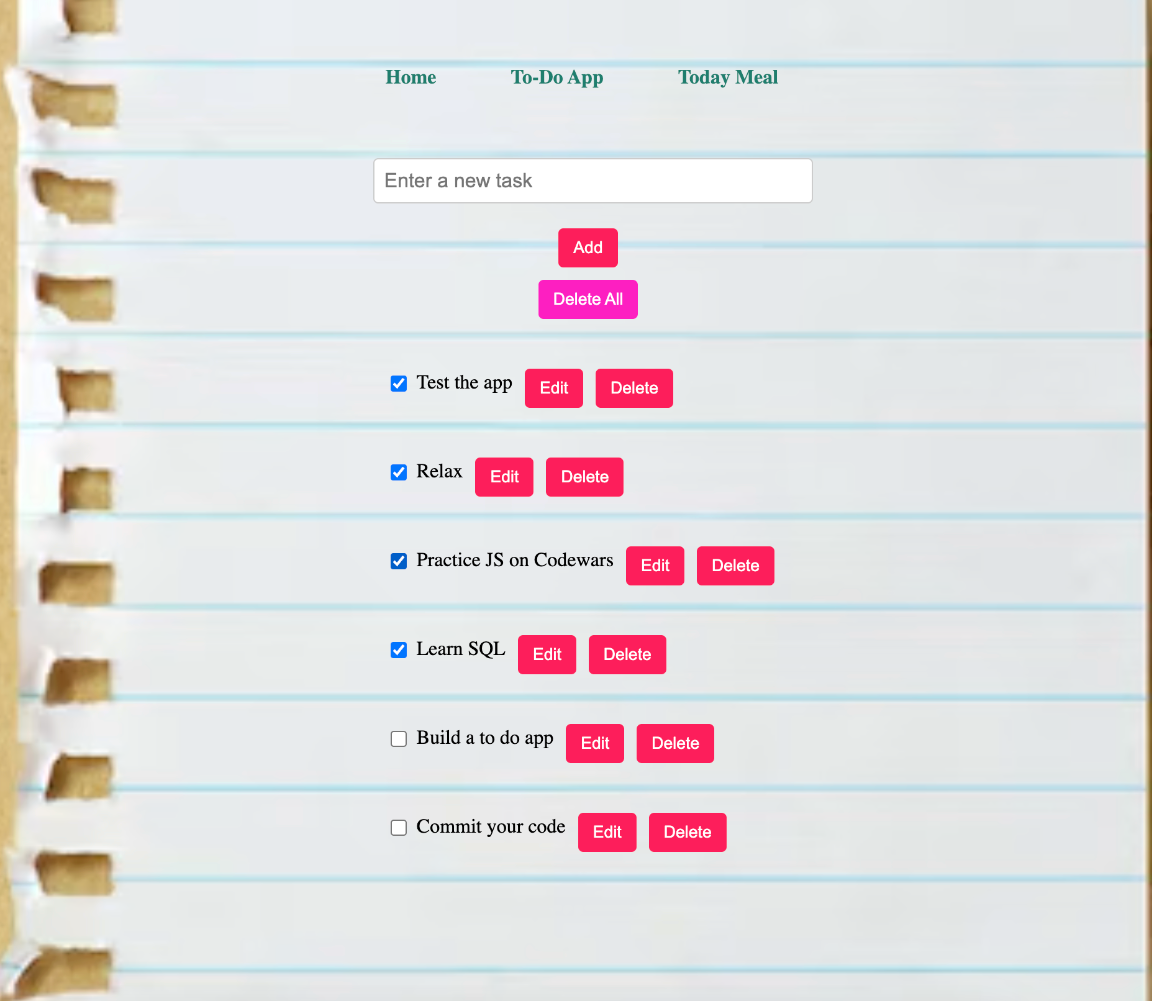 Home To-Do App Today Meal
Enter a new task
Add
Delete All
Test the app Edit Delete
Relax Edit Delete
Practice JS on Codewars Edit Delete
Learn SQL Edit Delete
Build a to do app Edit Delete
Commit your code Edit Delete